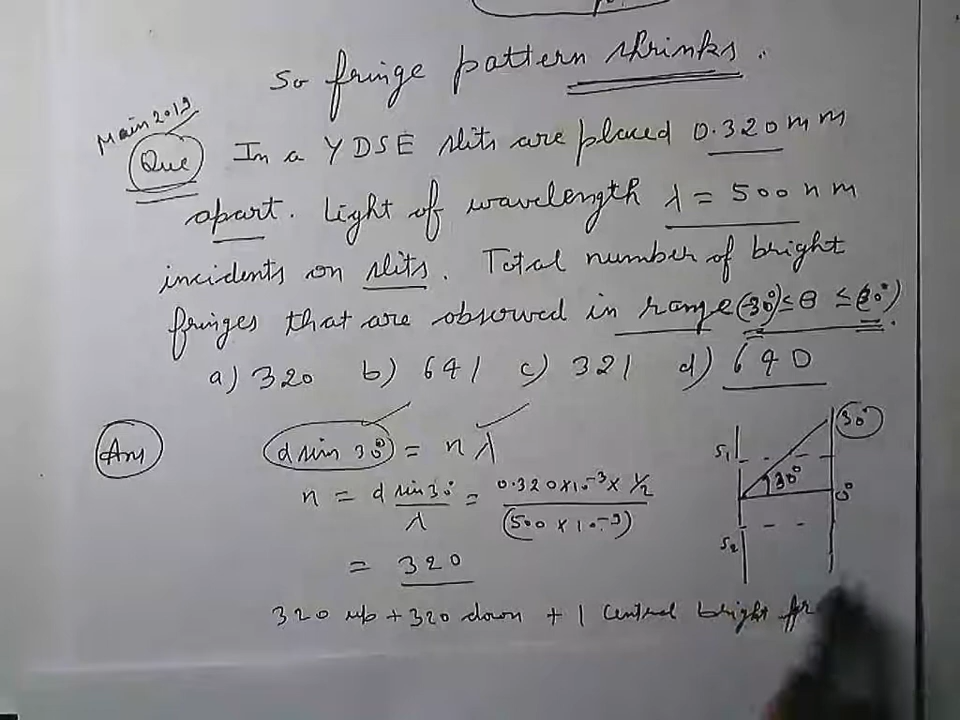 So fringe pattern shrinks.
Main 2019
Que In a YDSE slits are placed 0.320 mm
apart. Light of wavelength λ = 500 nm
incidents on slits. Total number of bright
fringes that are observed in range (-30°) ≤ θ ≤ (30°).
a) 320 b) 641 c) 321 d) 640
Ans
d sin 30° = n λ
n = d sin 30° / λ = 0.320 × 10⁻³ × 1/2 / (500 × 10⁻⁹)
= 320
320 up + 320 down + 1 Central bright
S₁
30°
30°
0°
S₂